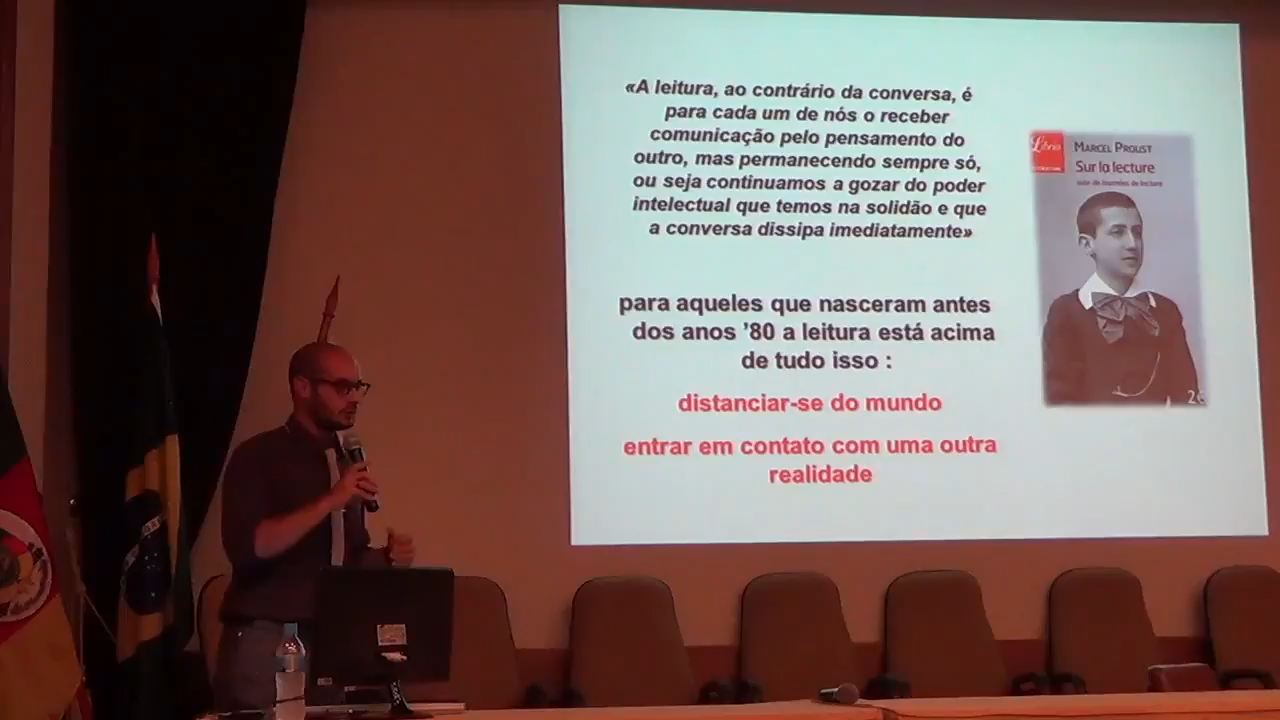 «A leitura, ao contrário da conversa, é
para cada um de nós o receber
comunicação pelo pensamento do
outro, mas permanecendo sempre só,
ou seja continuamos a gozar do poder
intelectual que temos na solidão e que
a conversa dissipa imediatamente»
para aqueles que nasceram antes
dos anos ’80 a leitura está acima
de tudo isso :
distanciar-se do mundo
entrar em contato com uma outra
realidade
Librio
MARCEL PROUST
Sur la lecture
2€